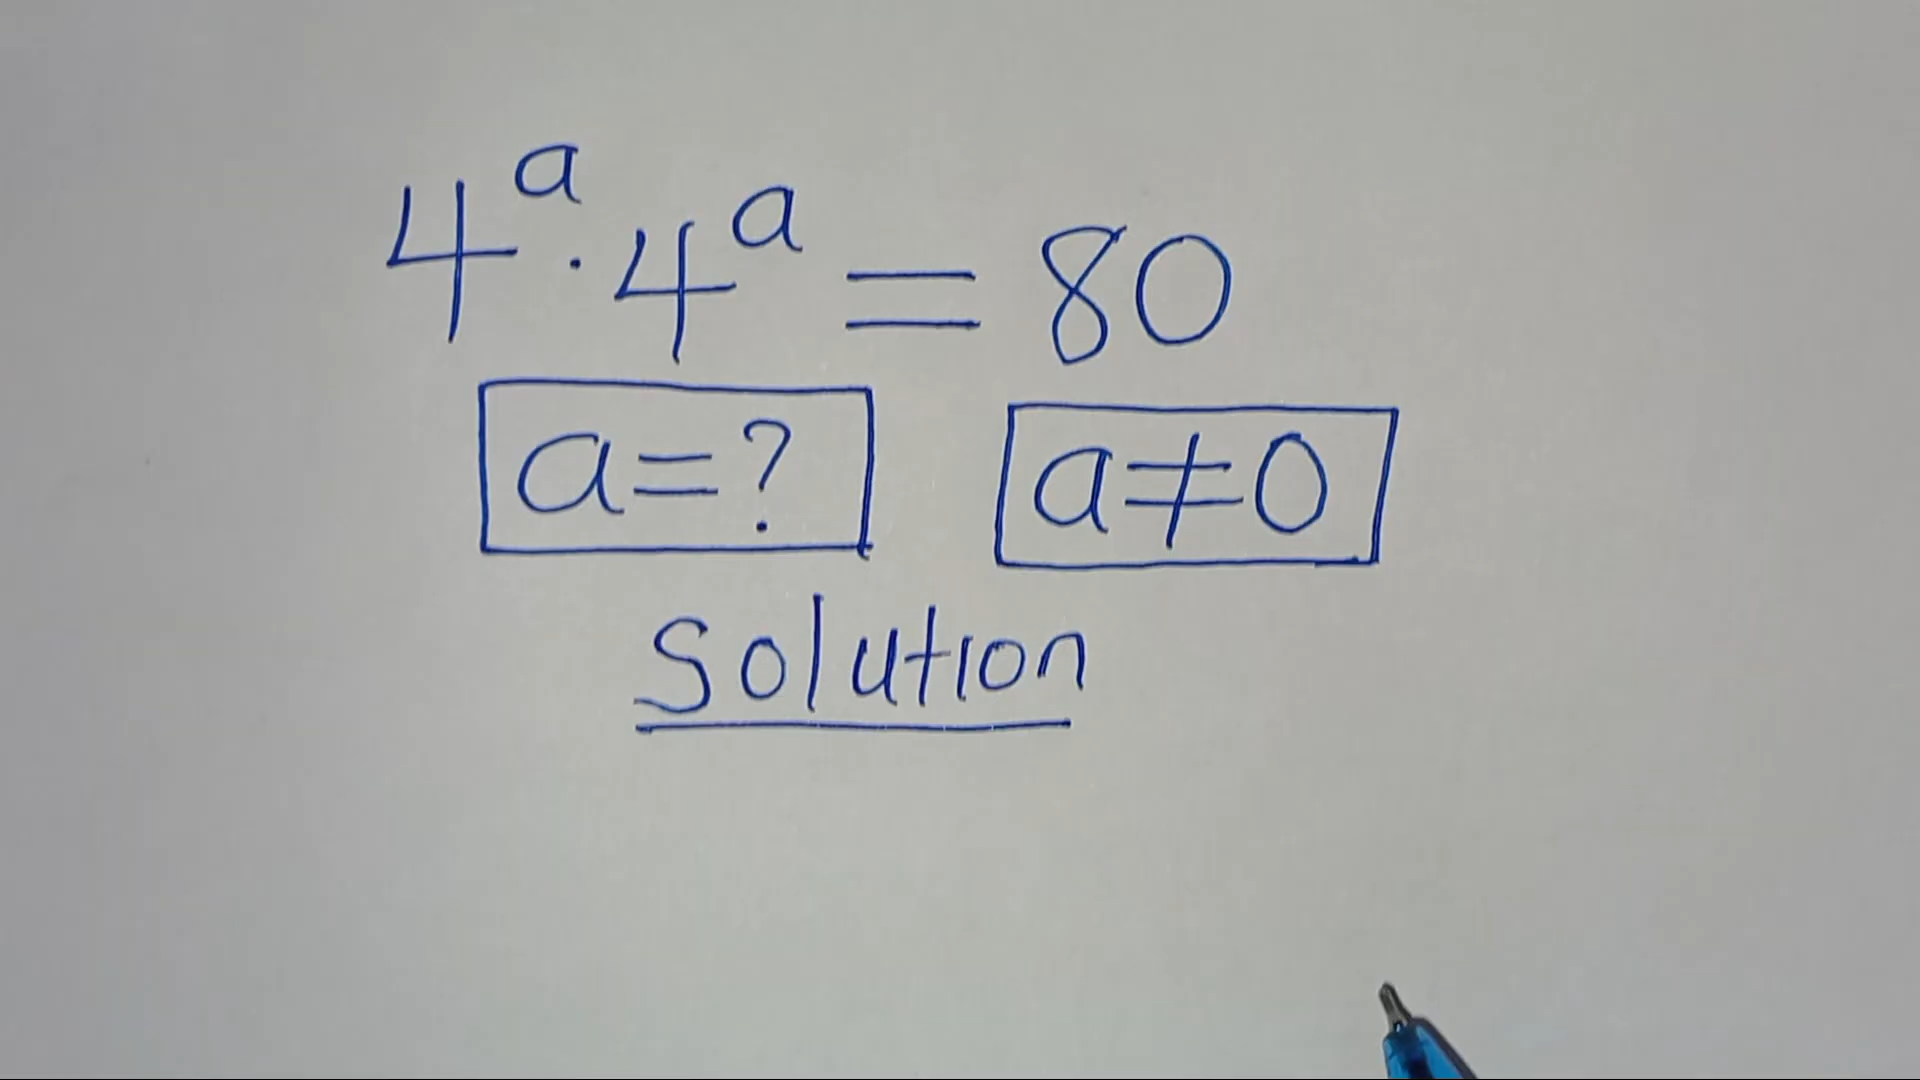 4^a · 4^a = 80
a = ?  a ≠ 0
Solution